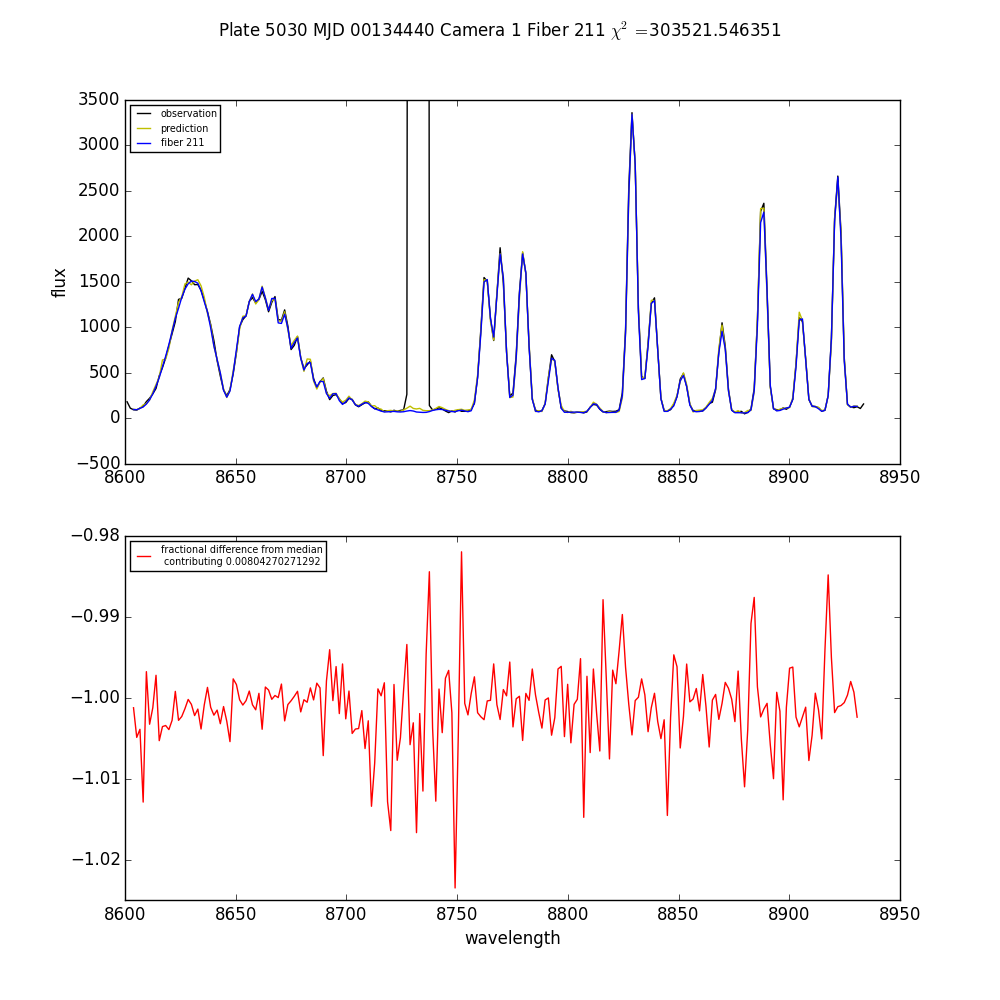 Plate 5030 MJD 00134440 Camera 1 Fiber 211 χ² =303521.546351
3500
3000
2500
2000
1500
1000
500
0
−500
flux
observation
prediction
fiber 211
8600 8650 8700 8750 8800 8850 8900 8950
−0.98
−0.99
−1.00
−1.01
−1.02
fractional difference from median
contributing 0.00804270271292
8600 8650 8700 8750 8800 8850 8900 8950
wavelength